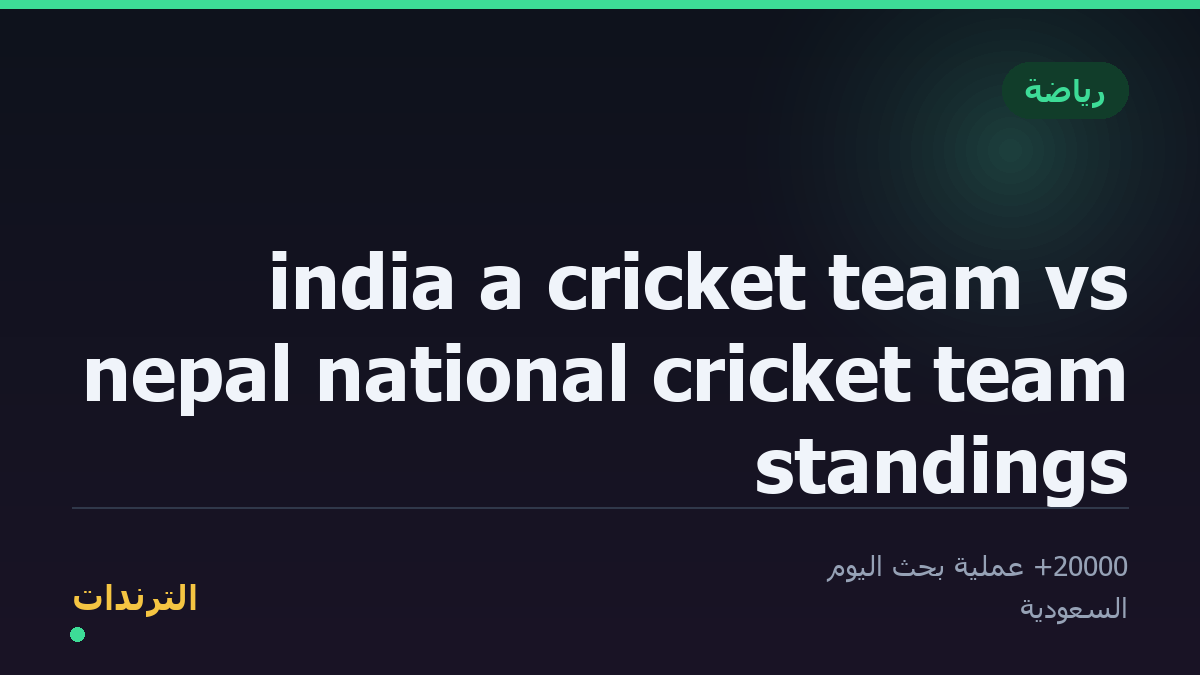 رياضة
india a cricket team vs
nepal national cricket team
standings
+20000 عملية بحث اليوم
السعودية
الترندات